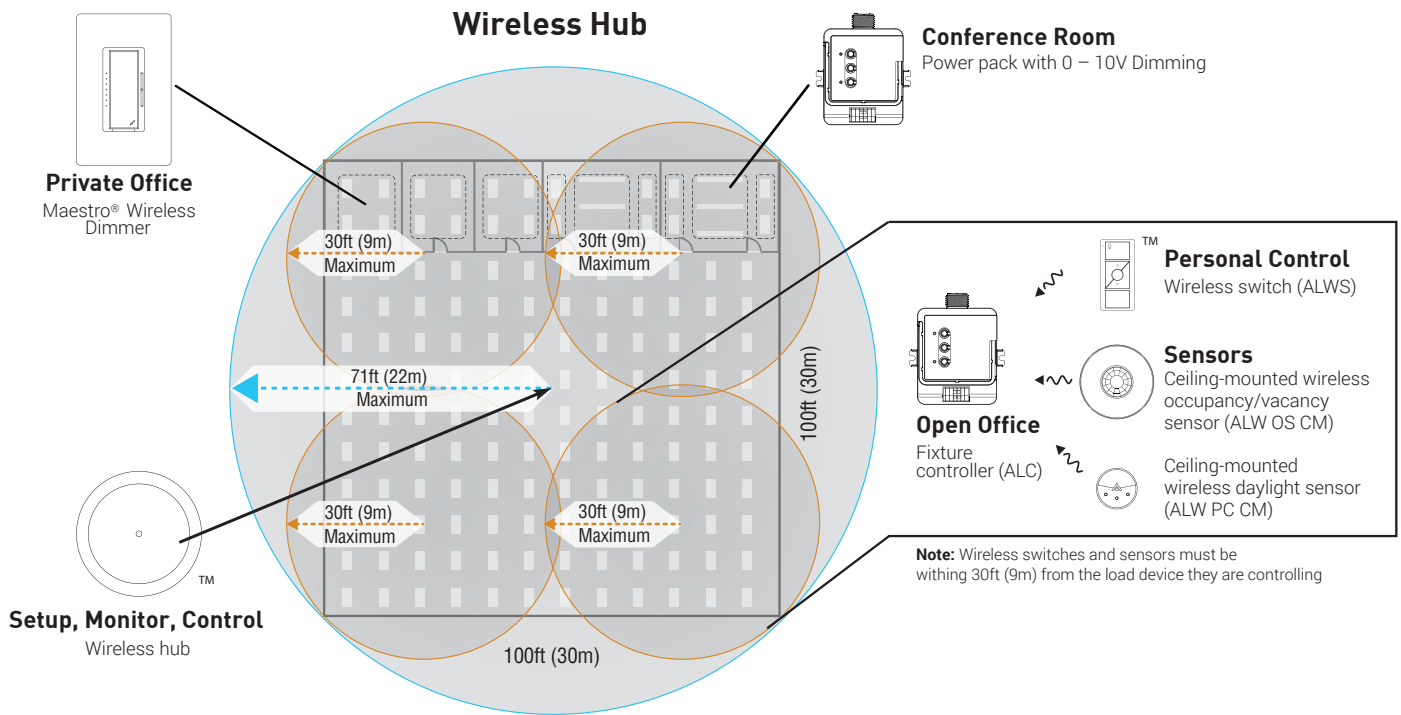 Wireless Hub
Private Office
Maestro® Wireless
Dimmer
Conference Room
Power pack with 0 – 10V Dimming
30ft (9m)
Maximum
30ft (9m)
Maximum
71ft (22m)
Maximum
100ft (30m)
30ft (9m)
Maximum
30ft (9m)
Maximum
100ft (30m)
TM
Setup, Monitor, Control
Wireless hub
Open Office
Fixture
controller (ALC)
TM
Personal Control
Wireless switch (ALWS)
Sensors
Ceiling-mounted wireless
occupancy/vacancy
sensor (ALW OS CM)
Ceiling-mounted
wireless daylight sensor
(ALW PC CM)
Note: Wireless switches and sensors must be
withing 30ft (9m) from the load device they are controlling